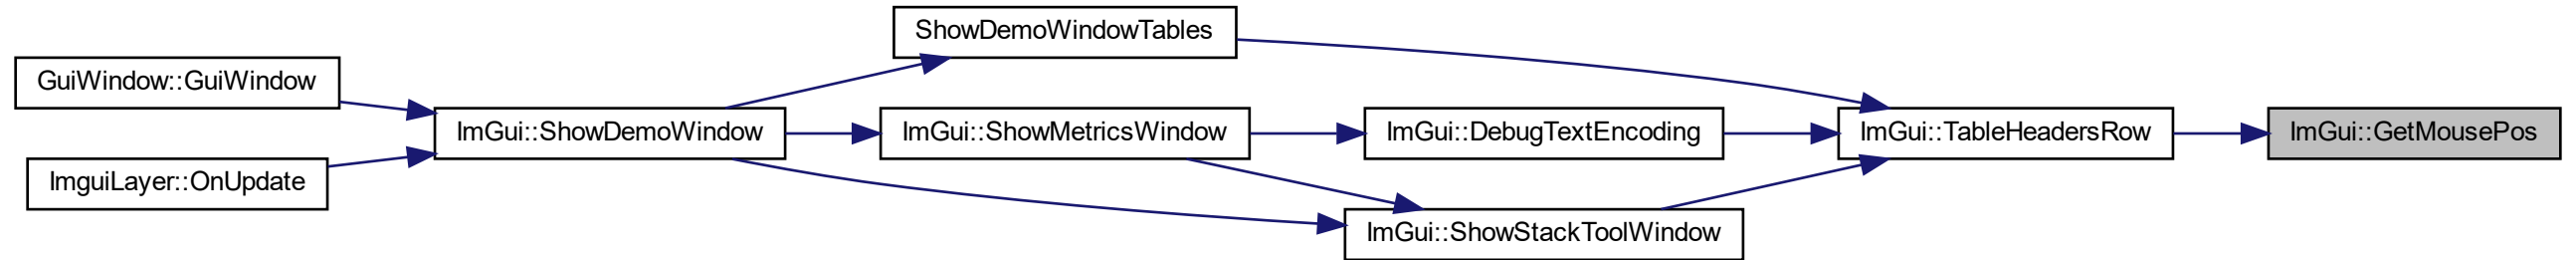 ShowDemoWindowTables
GuiWindow::GuiWindow
ImGui::ShowDemoWindow
ImGui::ShowMetricsWindow
ImGui::DebugTextEncoding
ImGui::TableHeadersRow
ImGui::GetMousePos
ImguiLayer::OnUpdate
ImGui::ShowStackToolWindow